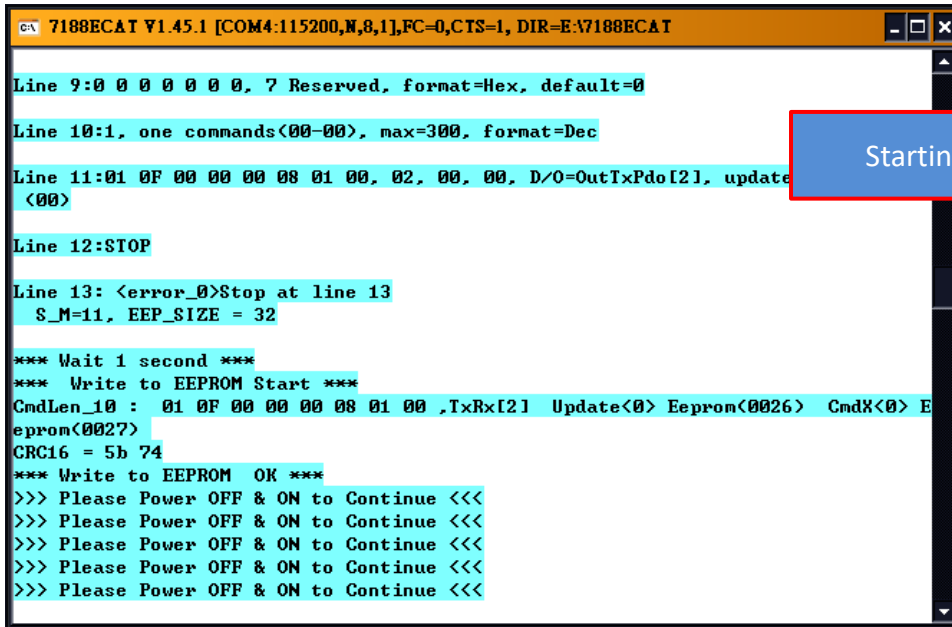 7188ECAT V1.45.1 [COM4:115200,N,8,1],FC=0,CTS=1, DIR=E:\7188ECAT
Line 9:0 0 0 0 0 0 0, 7 Reserved, format=Hex, default=0
Line 10:1, one commands(00-00), max=300, format=Dec
Startin
Line 11:01 0F 00 00 00 08 01 00, 02, 00, 00, D/O=OutTxPdo[2], update
(00)
Line 12:STOP
Line 13: <error_0>Stop at line 13
S_M=11, EEP_SIZE = 32
*** Wait 1 second ***
*** Write to EEPROM Start ***
CmdLen_10 : 01 0F 00 00 00 08 01 00 ,TxRx[2] Update<0> Eeprom(0026) CmdX<0> E
eprom(0027)
CRC16 = 5b 74
*** Write to EEPROM OK ***
>>> Please Power OFF & ON to Continue <<<
>>> Please Power OFF & ON to Continue <<<
>>> Please Power OFF & ON to Continue <<<
>>> Please Power OFF & ON to Continue <<<
>>> Please Power OFF & ON to Continue <<<